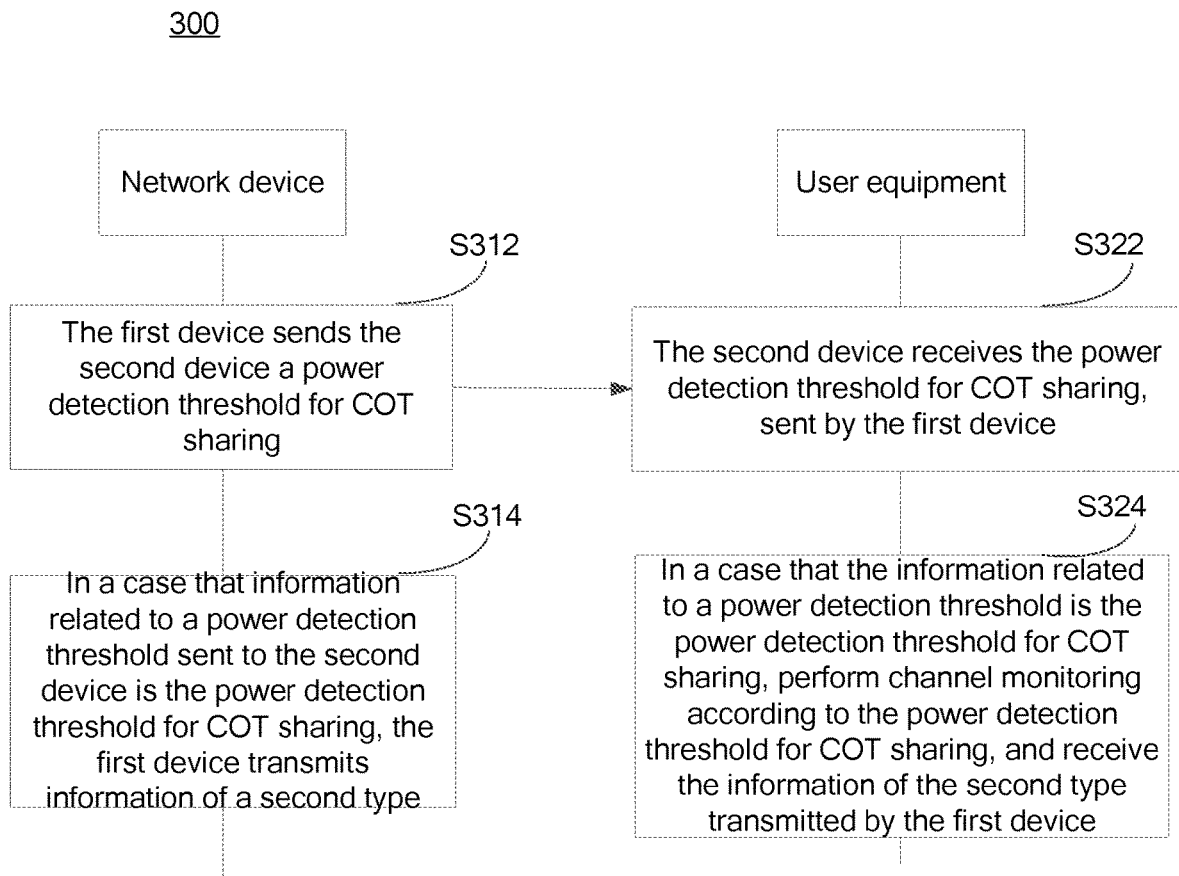 300
Network device
User equipment
S312
S322
The first device sends the
second device a power
detection threshold for COT
sharing
The second device receives the power
detection threshold for COT sharing,
sent by the first device
S314
S324
In a case that information
related to a power detection
threshold sent to the second
device is the power detection
threshold for COT sharing, the
first device transmits
information of a second type
In a case that the information related
to a power detection threshold is the
power detection threshold for COT
sharing, perform channel monitoring
according to the power detection
threshold for COT sharing, and receive
the information of the second type
transmitted by the first device